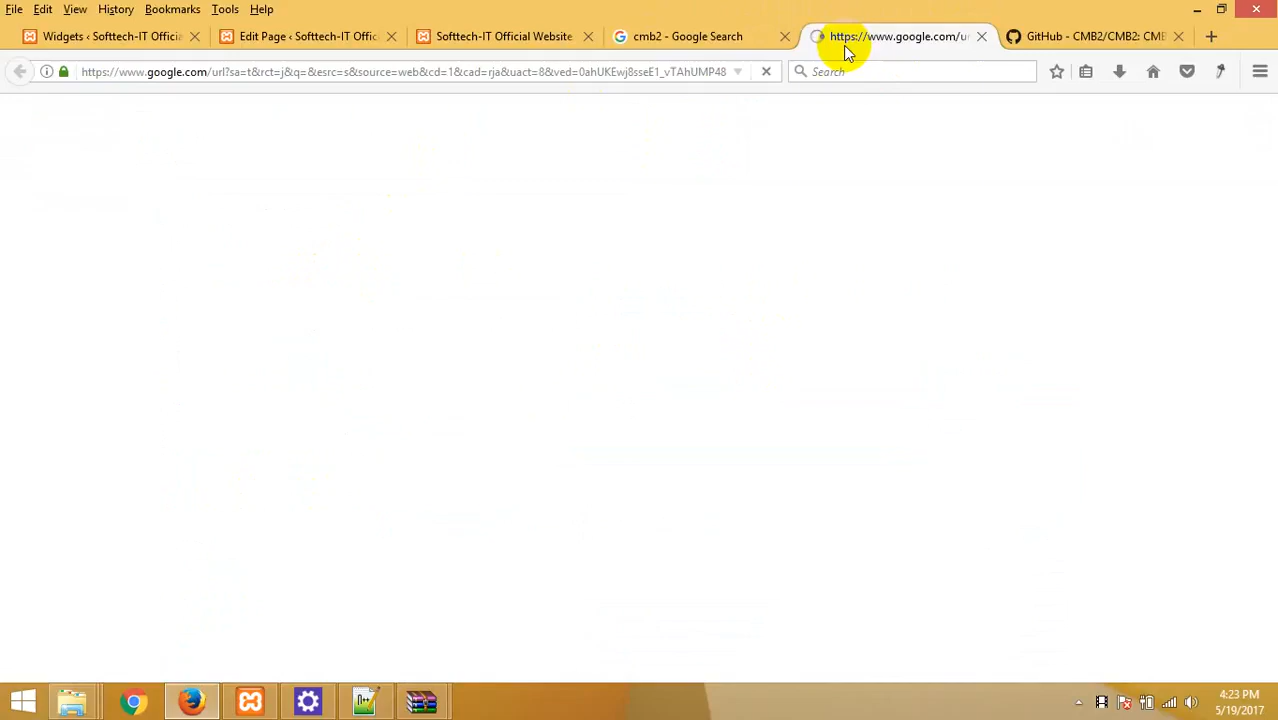 File Edit View History Bookmarks Tools Help
Widgets ‹ Softtech-IT Officia
Edit Page ‹ Softtech-IT Offic
Softtech-IT Official Website
cmb2 - Google Search
https://www.google.com/ur
GitHub - CMB2/CMB2: CMB
https://www.google.com/url?sa=t&rct=j&q=&esrc=s&source=web&cd=1&cad=rja&uact=8&ved=0ahUKEwj8sseE1_vTAhUMP48
Search
4:23 PM
5/19/2017